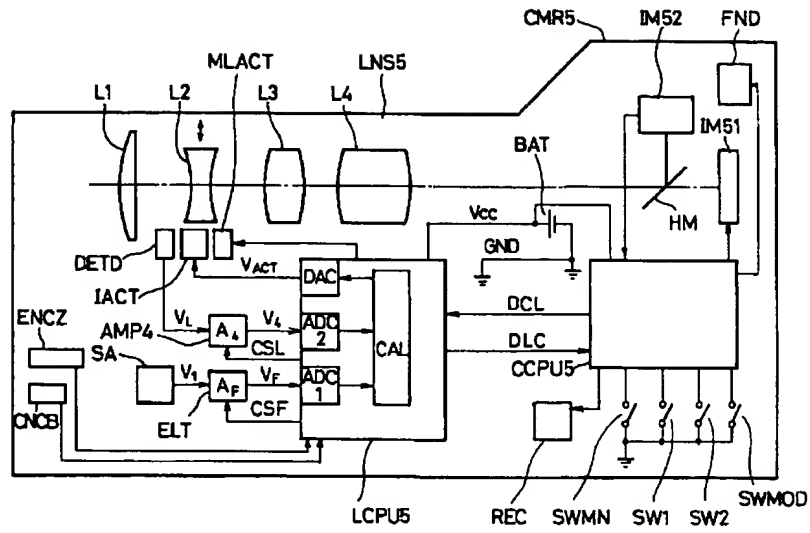 CMR5
IM52
FND
MLACT
LNS5
L1
L2
L3
L4
IM51
BAT
HM
Vcc
GND
DETD
IACT
VACT
DAC
DCL
ENCZ
AMP4
VL
A4
V4
ADC 2
CAL
SA
CSL
DLC
CCPU5
V1
AF
VF
ADC 1
CNCB
ELT
CSF
LCPU5
REC
SWMN
SW1
SW2
SWMOD